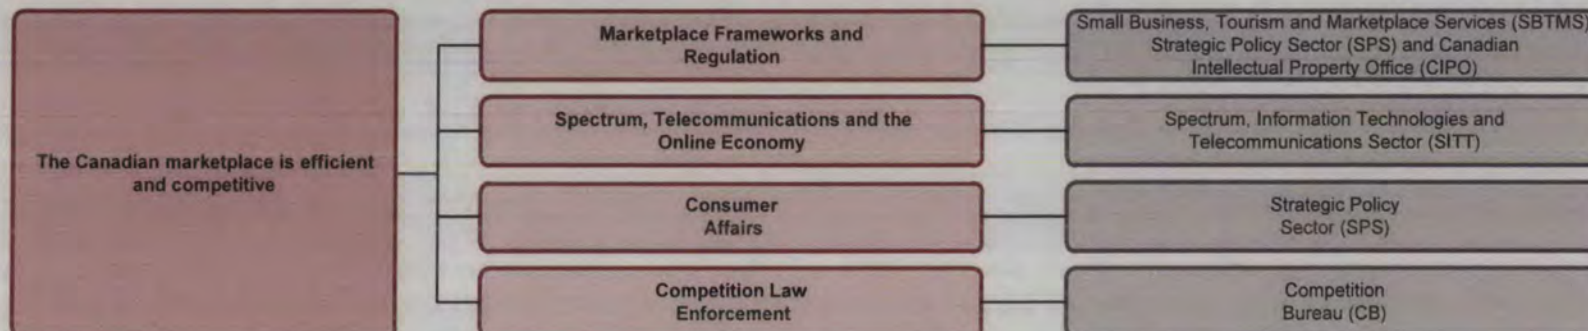 The Canadian marketplace is efficient
and competitive
Marketplace Frameworks and
Regulation
Small Business, Tourism and Marketplace Services (SBTMS)
Strategic Policy Sector (SPS) and Canadian
Intellectual Property Office (CIPO)
Spectrum, Telecommunications and the
Online Economy
Spectrum, Information Technologies and
Telecommunications Sector (SITT)
Consumer
Affairs
Strategic Policy
Sector (SPS)
Competition Law
Enforcement
Competition
Bureau (CB)